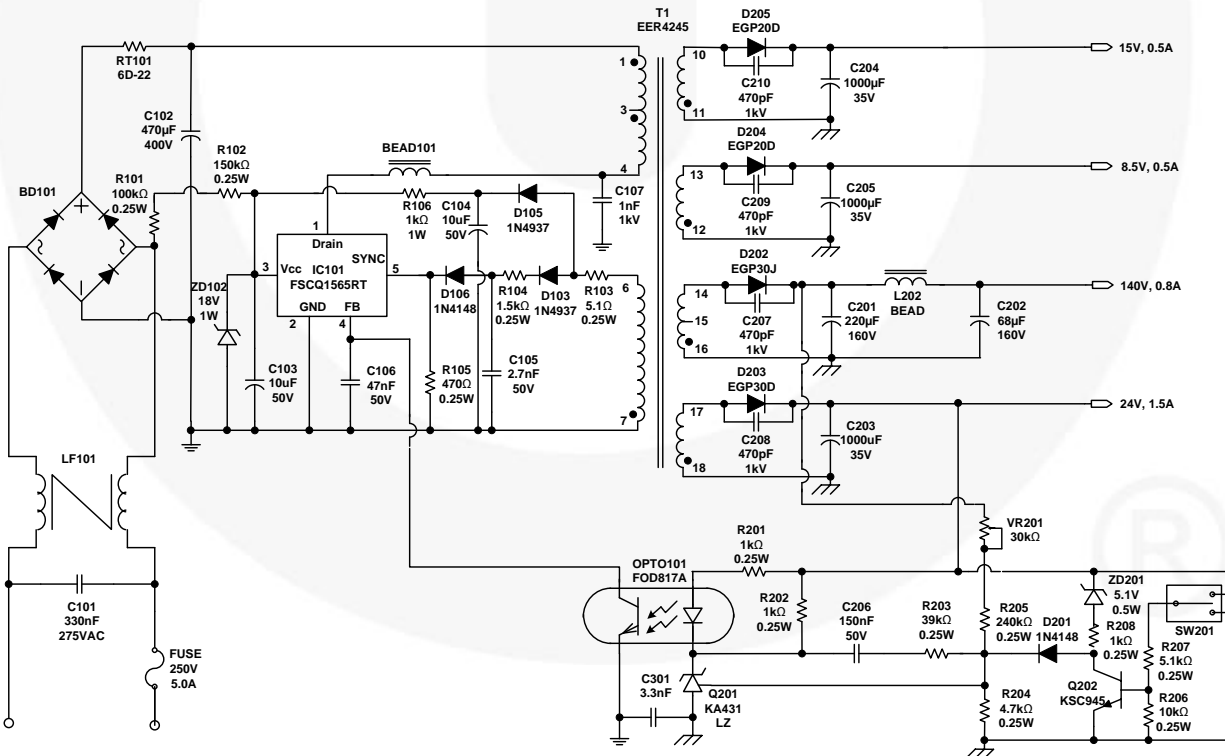 T1
EER4245
RT101
6D-22
C102
470µF
400V
BD101
R101
100kΩ
0.25W
R102
150kΩ
0.25W
BEAD101
1
3
4
R106
1kΩ
1W
C104
10uF
50V
D105
1N4937
C107
1nF
1kV
1
Drain
SYNC
3
Vcc
IC101
FSCQ1565RT
5
GND
FB
2
4
ZD102
18V
1W
D106
1N4148
R104
1.5kΩ
0.25W
D103
1N4937
R103
5.1Ω
0.25W
6
7
C103
10uF
50V
C106
47nF
50V
R105
470Ω
0.25W
C105
2.7nF
50V
LF101
C101
330nF
275VAC
FUSE
250V
5.0A
D205
EGP20D
10
11
C210
470pF
1kV
C204
1000µF
35V
15V, 0.5A
D204
EGP20D
13
12
C209
470pF
1kV
C205
1000µF
35V
8.5V, 0.5A
D202
EGP30J
14
15
16
C207
470pF
1kV
C201
220µF
160V
L202
BEAD
C202
68µF
160V
140V, 0.8A
D203
EGP30D
17
18
C208
470pF
1kV
C203
1000uF
35V
24V, 1.5A
VR201
30kΩ
R201
1kΩ
0.25W
OPTO101
FOD817A
R202
1kΩ
0.25W
C206
150nF
50V
R203
39kΩ
0.25W
R205
240kΩ
0.25W
D201
1N4148
ZD201
5.1V
0.5W
R208
1kΩ
0.25W
SW201
R207
5.1kΩ
0.25W
C301
3.3nF
Q201
KA431
LZ
R204
4.7kΩ
0.25W
Q202
KSC945
R206
10kΩ
0.25W
®